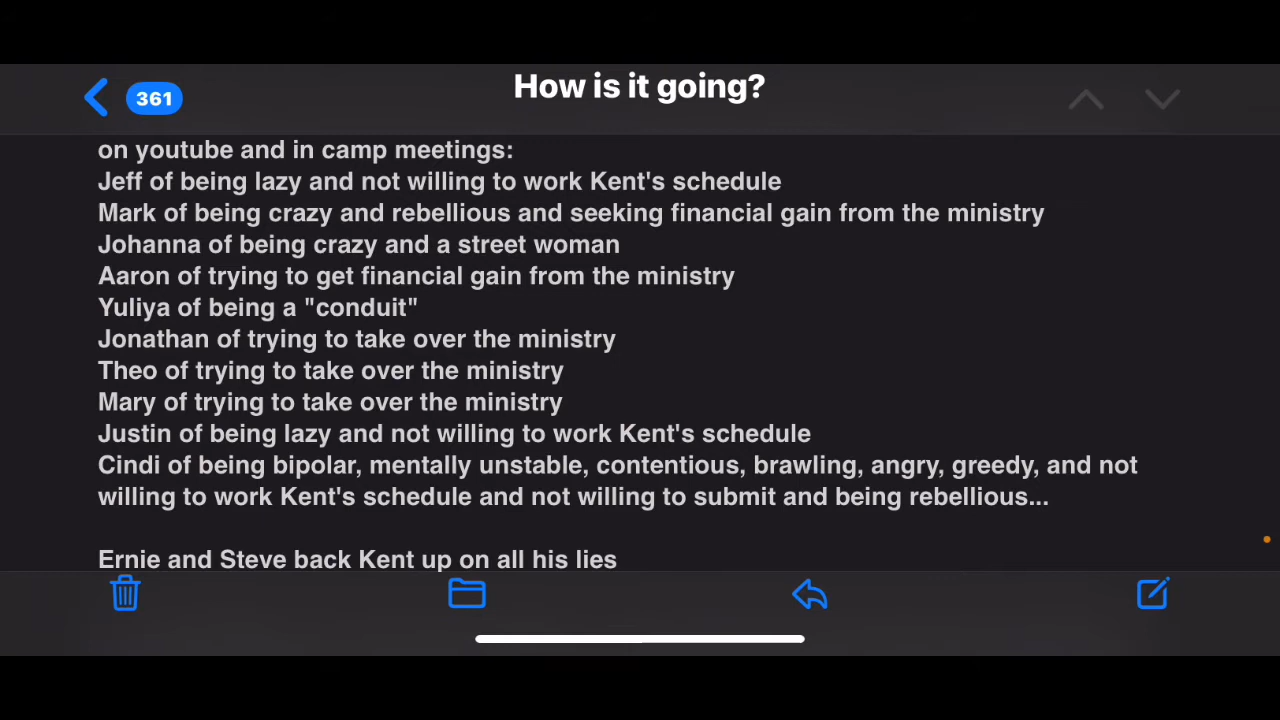 361
How is it going?
on youtube and in camp meetings:
Jeff of being lazy and not willing to work Kent's schedule
Mark of being crazy and rebellious and seeking financial gain from the ministry
Johanna of being crazy and a street woman
Aaron of trying to get financial gain from the ministry
Yuliya of being a "conduit"
Jonathan of trying to take over the ministry
Theo of trying to take over the ministry
Mary of trying to take over the ministry
Justin of being lazy and not willing to work Kent's schedule
Cindi of being bipolar, mentally unstable, contentious, brawling, angry, greedy, and not
willing to work Kent's schedule and not willing to submit and being rebellious...
Ernie and Steve back Kent up on all his lies